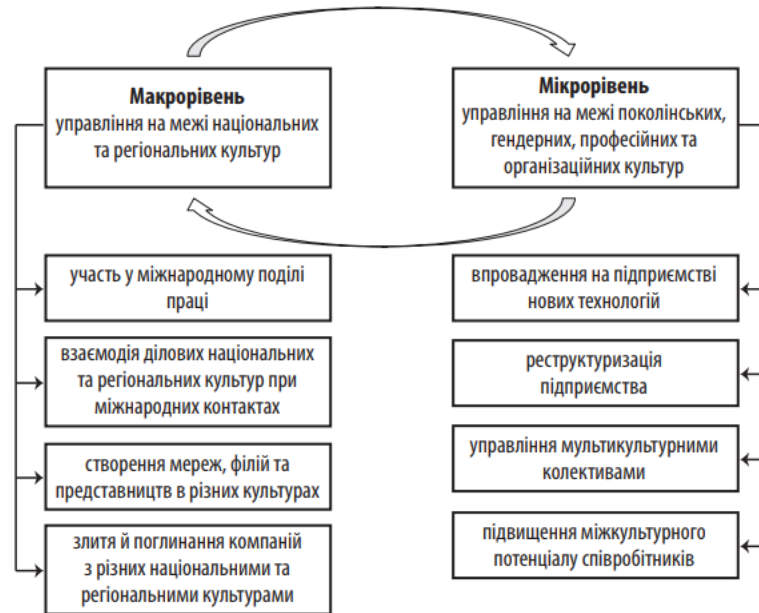 Макрорівень
управління на межі національних
та регіональних культур
Мікрорівень
управління на межі поколінських,
гендерних, професійних та
організаційних культур
участь у міжнародному поділі
праці
взаємодія ділових національних
та регіональних культур при
міжнародних контактах
створення мереж, філій та
представництв в різних культурах
злитя й поглинання компаній
з різних національними та
регіональними культурами
впровадження на підприємстві
нових технологій
реструктуризація
підприємства
управління мультикультурними
колективами
підвищення міжкультурного
потенціалу співробітників